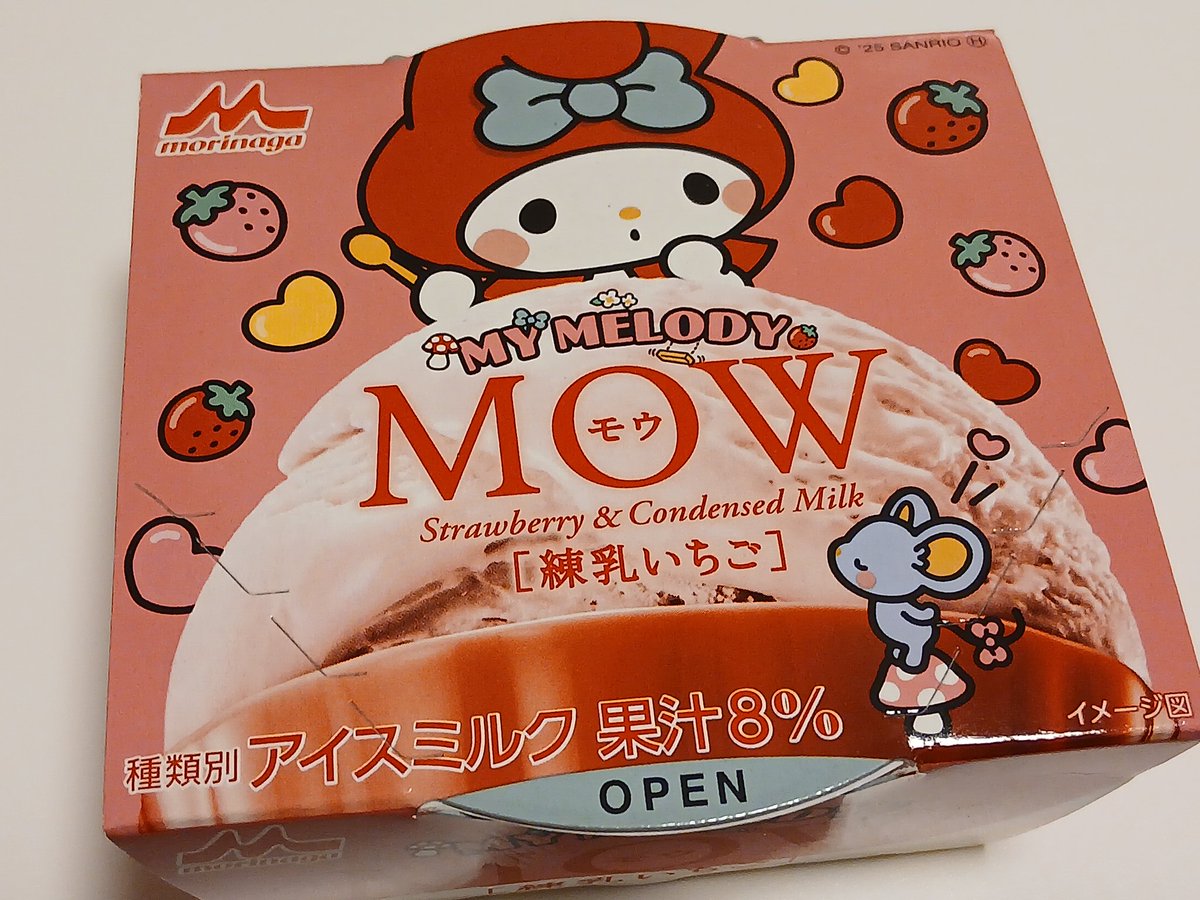 © '25 SANRIO Ⓗ
morinaga
MY MELODY
MOW
モウ
Strawberry & Condensed Milk
[練乳いちご]
種類別 アイスミルク 果汁8%
イメージ図
OPEN
morinaga